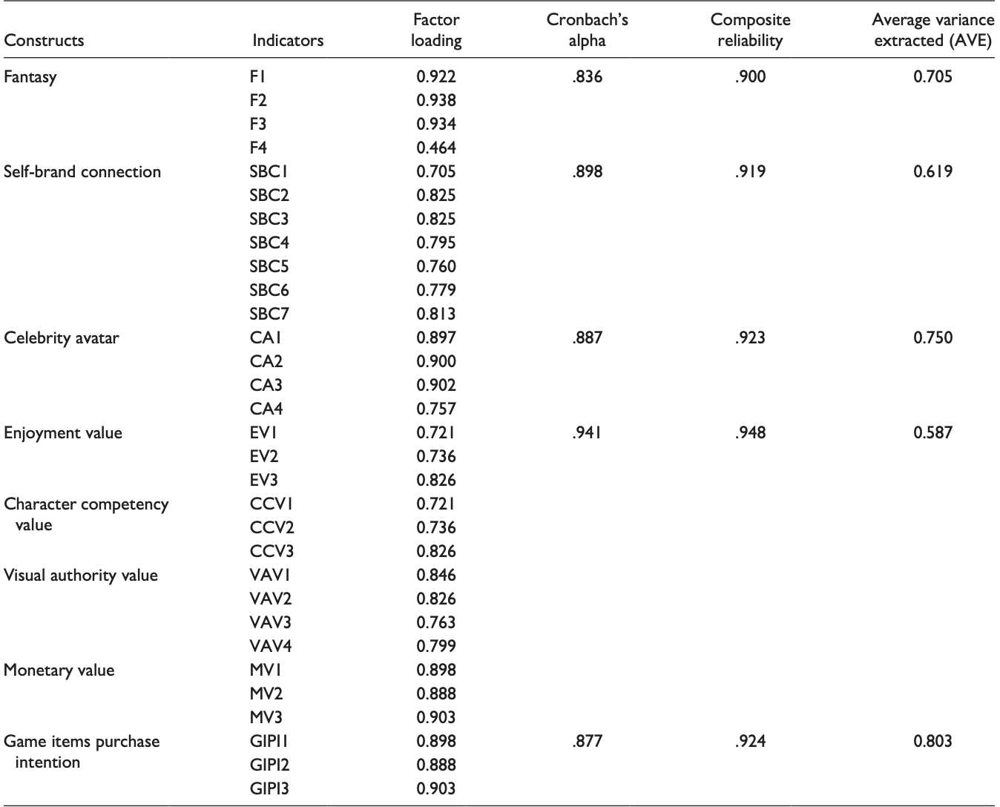 Constructs Indicators Factor loading Cronbach's alpha Composite reliability Average variance extracted (AVE)
Fantasy F1 0.922 .836 .900 0.705
F2 0.938
F3 0.934
F4 0.464
Self-brand connection SBC1 0.705 .898 .919 0.619
SBC2 0.825
SBC3 0.825
SBC4 0.795
SBC5 0.760
SBC6 0.779
SBC7 0.813
Celebrity avatar CA1 0.897 .887 .923 0.750
CA2 0.900
CA3 0.902
CA4 0.757
Enjoyment value EV1 0.721 .941 .948 0.587
EV2 0.736
EV3 0.826
Character competency value CCV1 0.721
CCV2 0.736
CCV3 0.826
Visual authority value VAV1 0.846
VAV2 0.826
VAV3 0.763
VAV4 0.799
Monetary value MV1 0.898
MV2 0.888
MV3 0.903
Game items purchase intention GIPI1 0.898 .877 .924 0.803
GIPI2 0.888
GIPI3 0.903